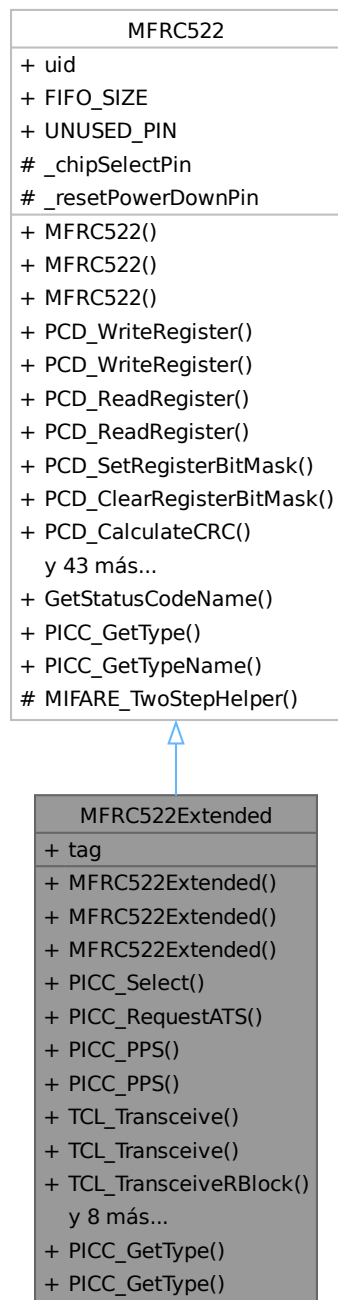 MFRC522
+ uid
+ FIFO_SIZE
+ UNUSED_PIN
# _chipSelectPin
# _resetPowerDownPin
+ MFRC522()
+ MFRC522()
+ MFRC522()
+ PCD_WriteRegister()
+ PCD_WriteRegister()
+ PCD_ReadRegister()
+ PCD_ReadRegister()
+ PCD_SetRegisterBitMask()
+ PCD_ClearRegisterBitMask()
+ PCD_CalculateCRC()
y 43 más...
+ GetStatusCodeName()
+ PICC_GetType()
+ PICC_GetTypeName()
# MIFARE_TwoStepHelper()
MFRC522Extended
+ tag
+ MFRC522Extended()
+ MFRC522Extended()
+ MFRC522Extended()
+ PICC_Select()
+ PICC_RequestATS()
+ PICC_PPS()
+ PICC_PPS()
+ TCL_Transceive()
+ TCL_Transceive()
+ TCL_TransceiveRBlock()
y 8 más...
+ PICC_GetType()
+ PICC_GetType()